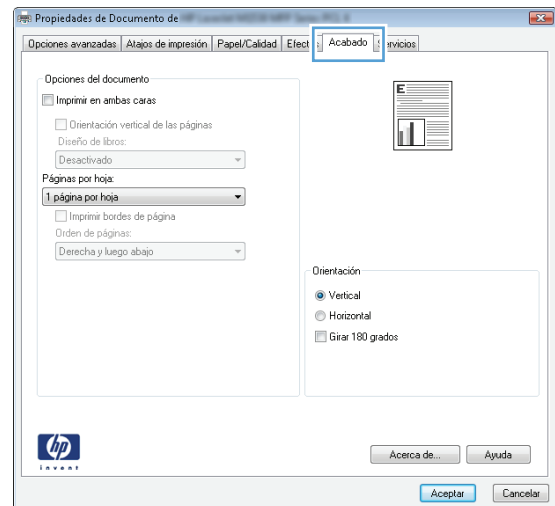 Propiedades de Documento de
Opciones avanzadas Atajos de impresión Papel/Calidad Acabado
Opciones del documento
Imprimir en ambas caras
Orientación vertical de las páginas
Diseño de libros:
Desactivado
Páginas por hoja:
1 página por hoja
Imprimir bordes de página
Orden de páginas:
Derecha y luego abajo
E
Orientación
Vertical
Horizontal
Girar 180 grados
hp
invent
Acerca de... Ayuda
Aceptar Cancelar